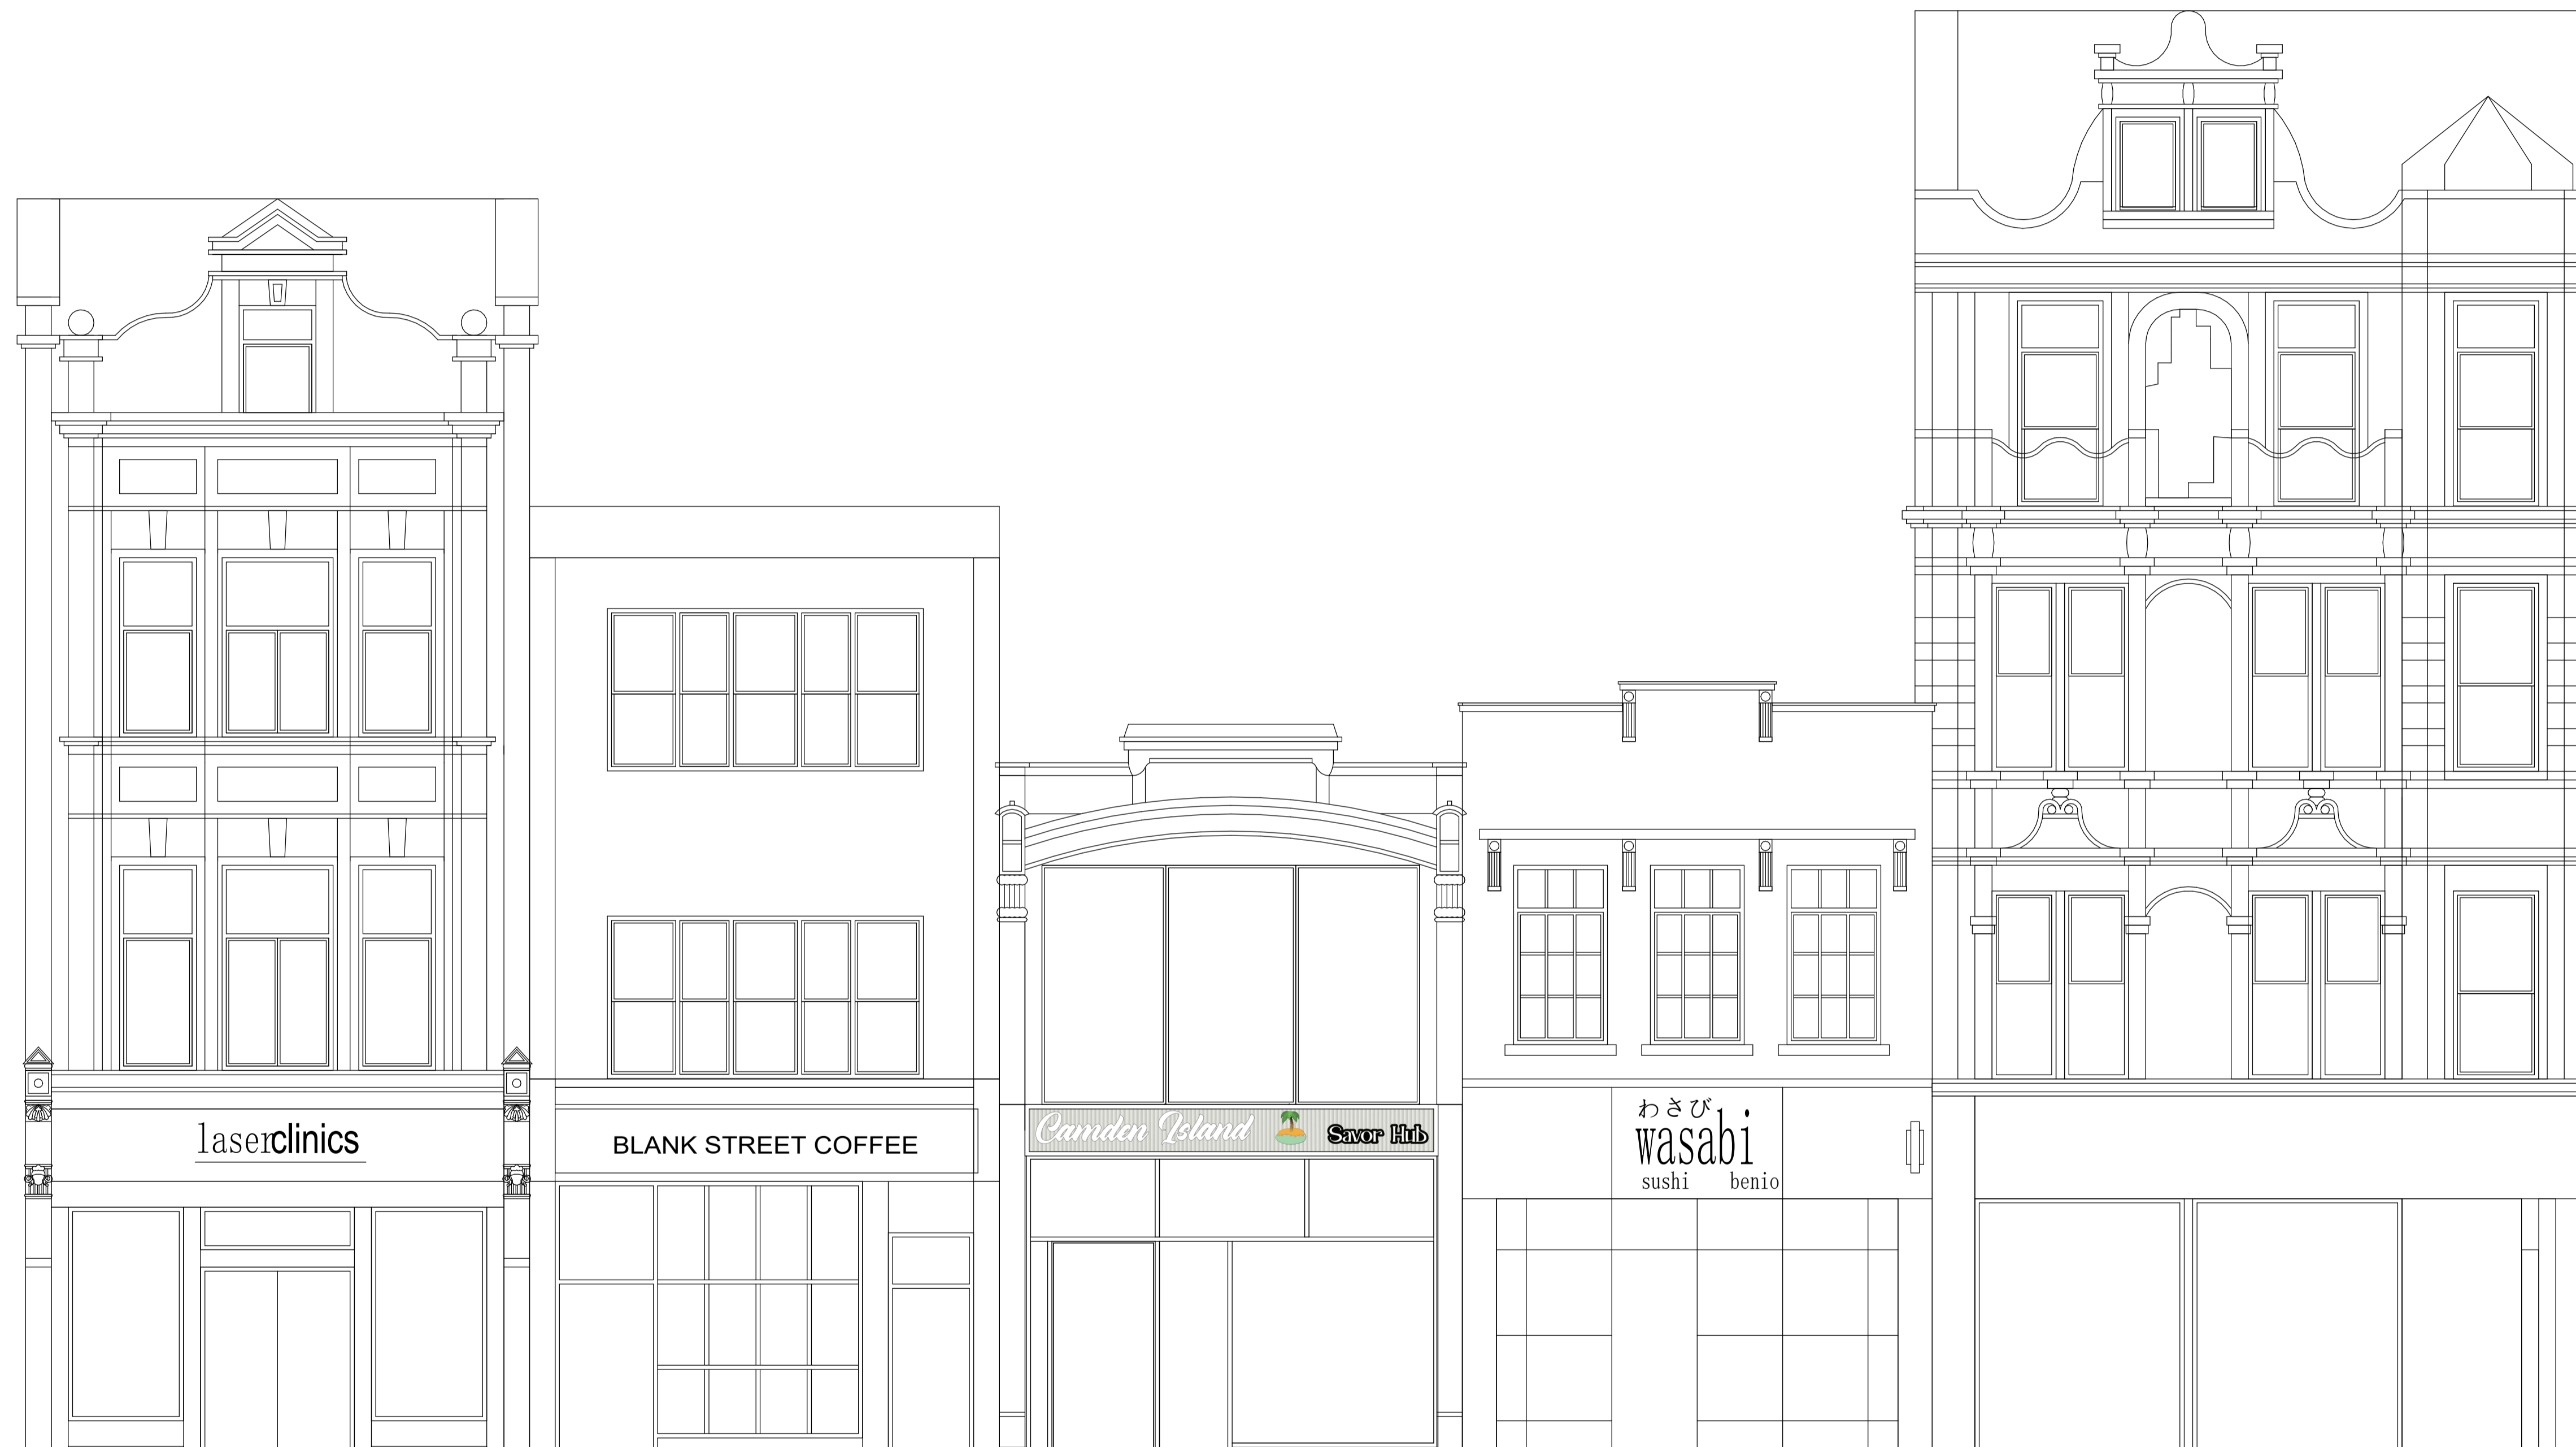 laserclinics
BLANK STREET COFFEE
Camden Island
Savor Hub
わさび
wasabi
sushi benio